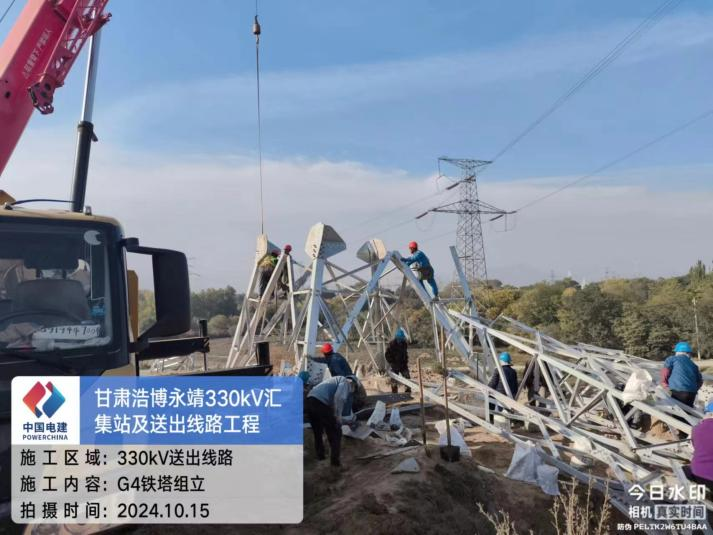 中国电建
POWERCHINA
甘肃浩博永靖330kV汇
集站及送出线路工程
施工区域：330kV送出线路
施工内容：G4铁塔组立
拍摄时间：2024.10.15
今日水印
相机 真实时间
防伪 PELTK2W6TU4BAA